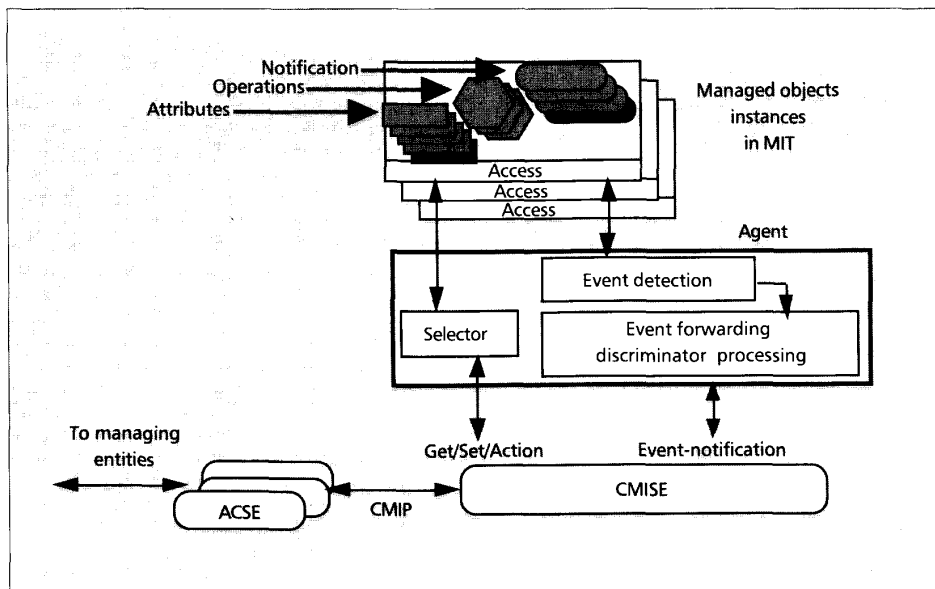 Notification
Operations
Attributes
Managed objects
instances
in MIT
Access
Access
Access
Agent
Event detection
Selector
Event forwarding
discriminator processing
To managing
entities
Get/Set/Action
Event-notification
ACSE
CMIP
CMISE